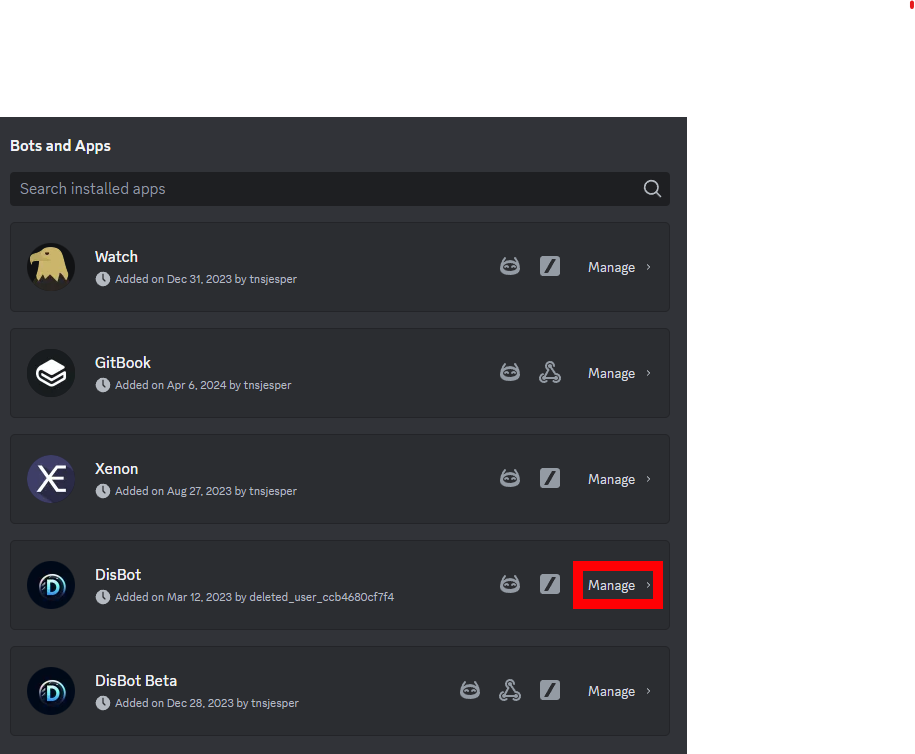 Bots and Apps
Search installed apps
Watch
Added on Dec 31, 2023 by tnsjesper
Manage
GitBook
Added on Apr 6, 2024 by tnsjesper
Manage
Xenon
Added on Aug 27, 2023 by tnsjesper
Manage
DisBot
Added on Mar 12, 2023 by deleted_user_ccb4680cf7f4
Manage
DisBot Beta
Added on Dec 28, 2023 by tnsjesper
Manage